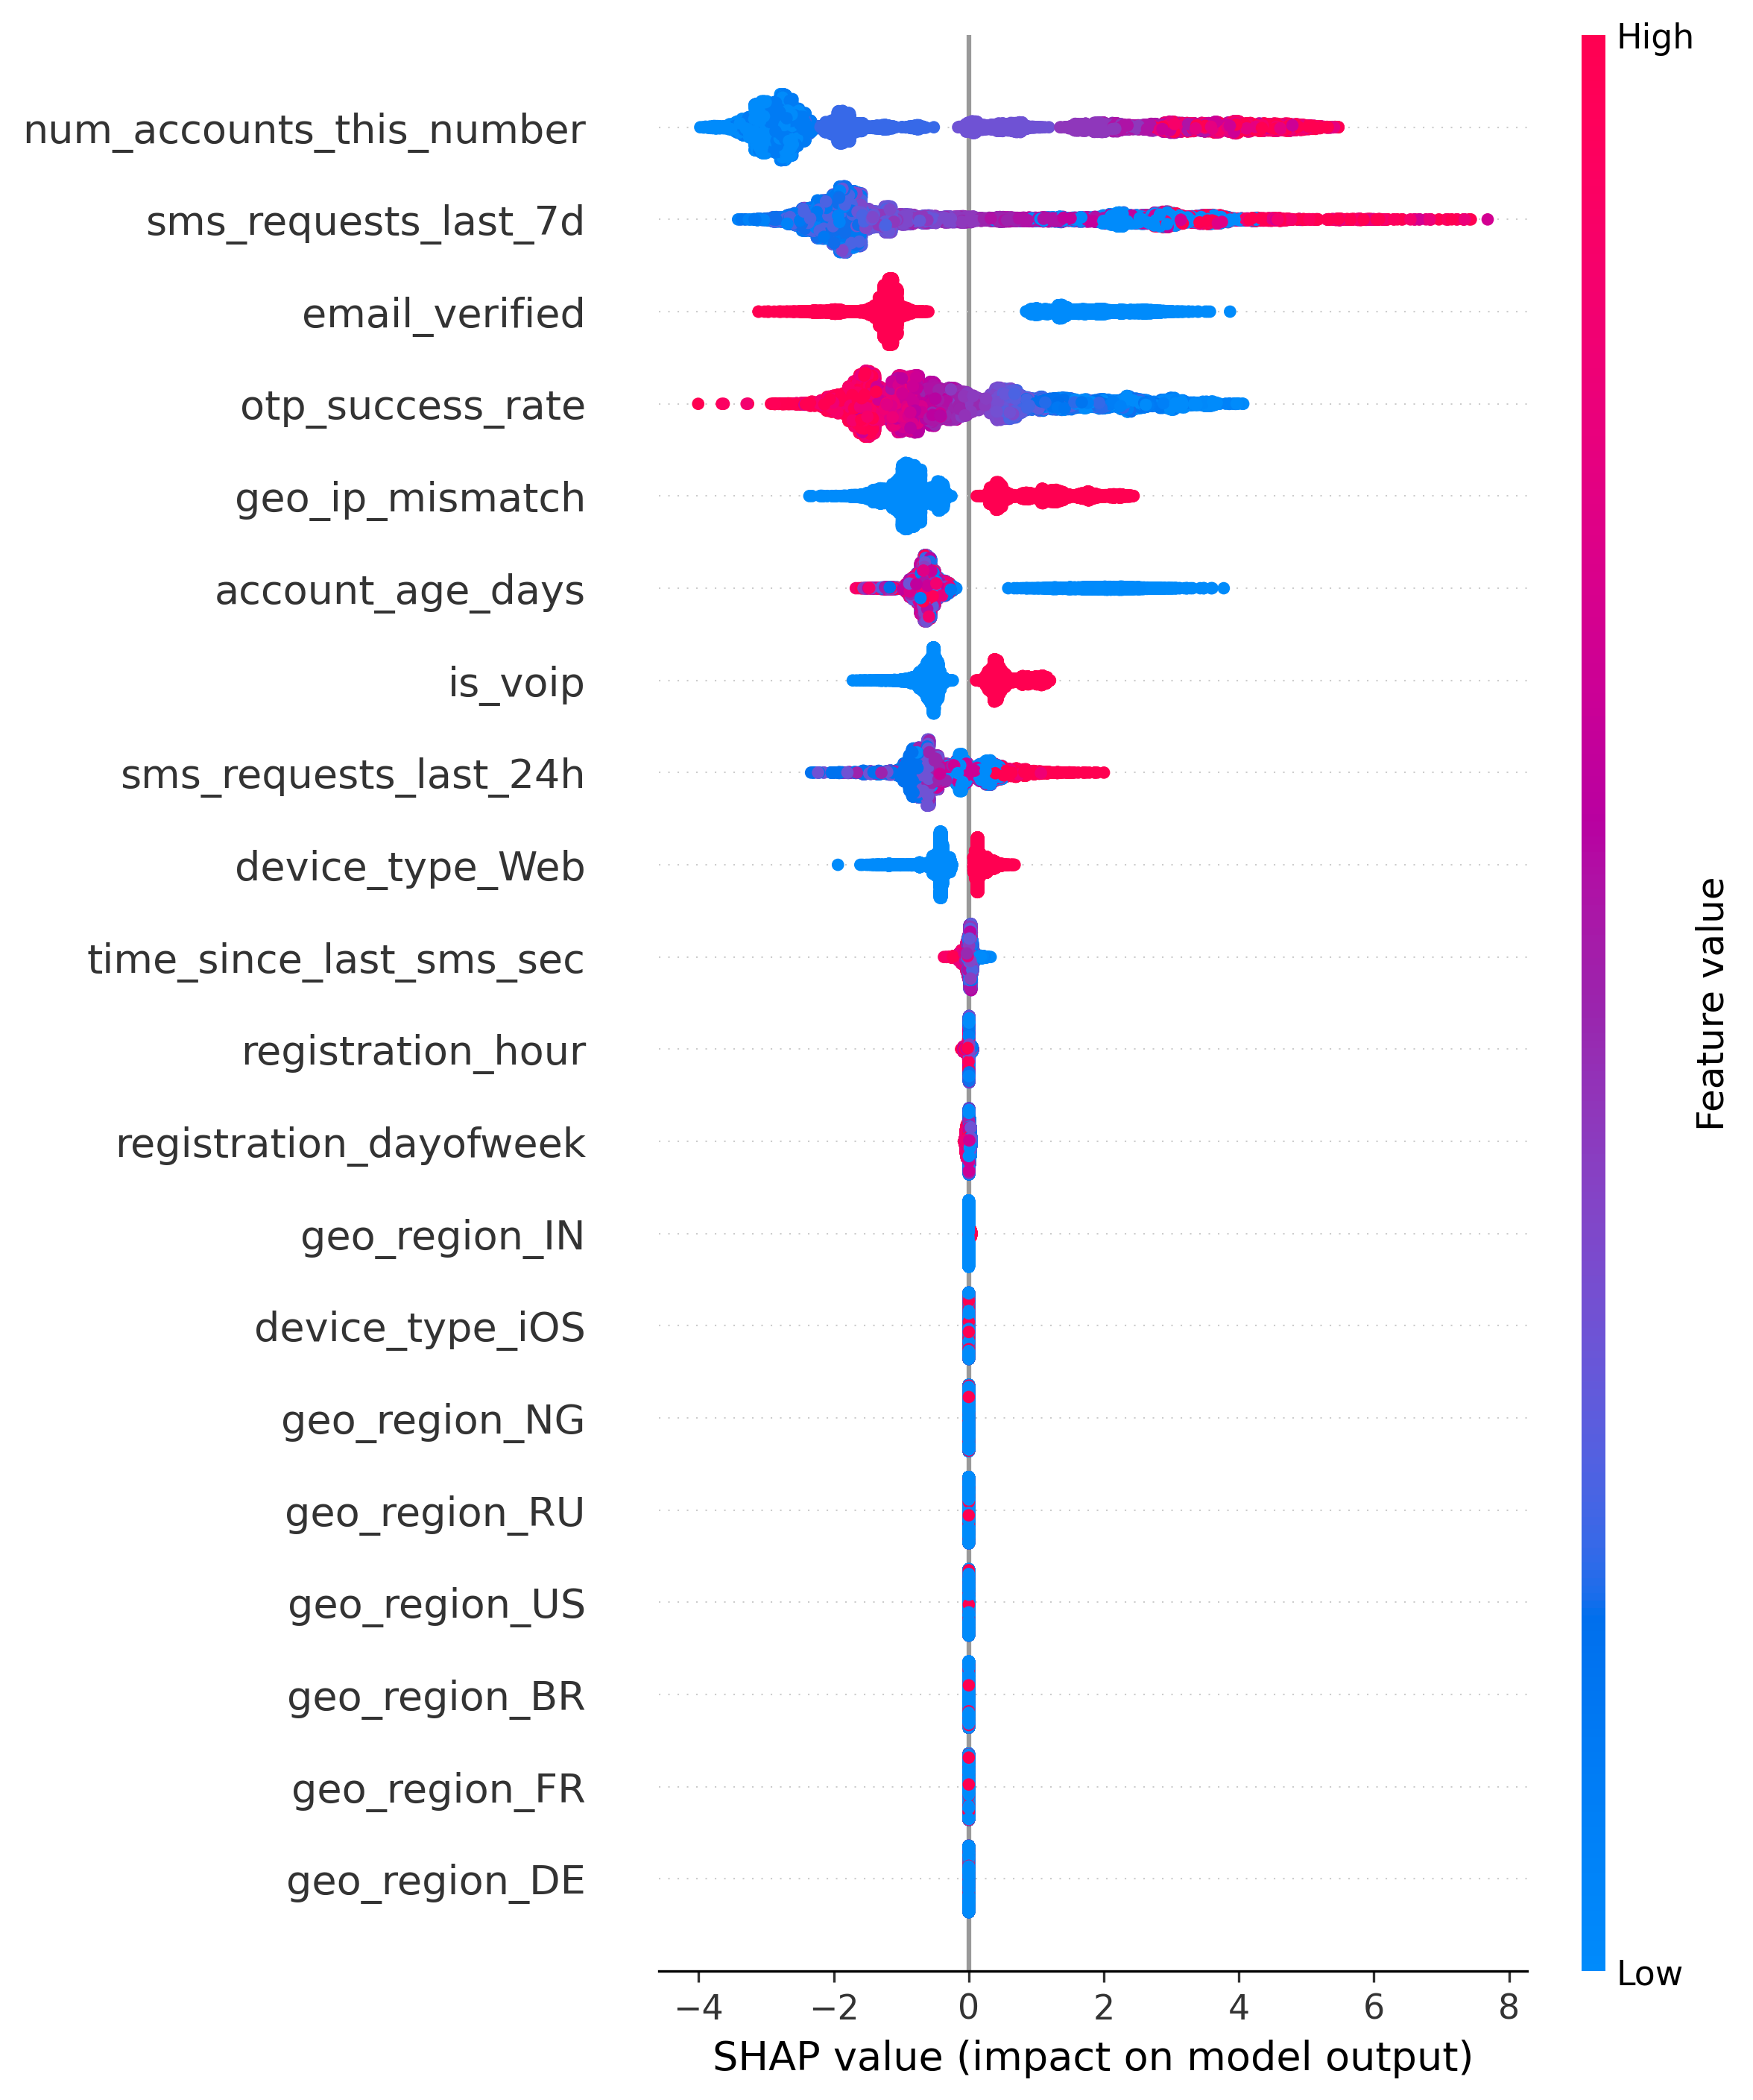 High
num_accounts_this_number
sms_requests_last_7d
email_verified
otp_success_rate
geo_ip_mismatch
account_age_days
is_voip
sms_requests_last_24h
device_type_Web
time_since_last_sms_sec
registration_hour
registration_dayofweek
geo_region_IN
device_type_iOS
geo_region_NG
geo_region_RU
geo_region_US
geo_region_BR
geo_region_FR
geo_region_DE
Feature value
Low
−4 −2 0 2 4 6 8
SHAP value (impact on model output)